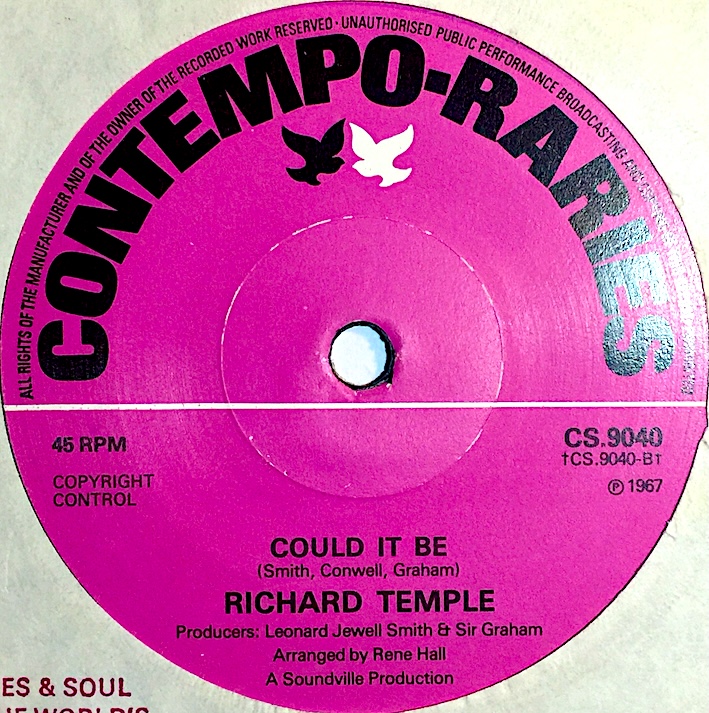 ALL RIGHTS OF THE MANUFACTURER AND OF THE OWNER OF THE RECORDED WORK RESERVED · UNAUTHORISED PUBLIC PERFORMANCE BROADCASTING AND
CONTEMPO-RARIES
45 RPM
COPYRIGHT
CONTROL
CS.9040
†CS.9040-B†
℗ 1967
COULD IT BE
(Smith, Conwell, Graham)
RICHARD TEMPLE
Producers: Leonard Jewell Smith & Sir Graham
Arranged by Rene Hall
A Soundville Production
ES & SOUL
WORLD'S